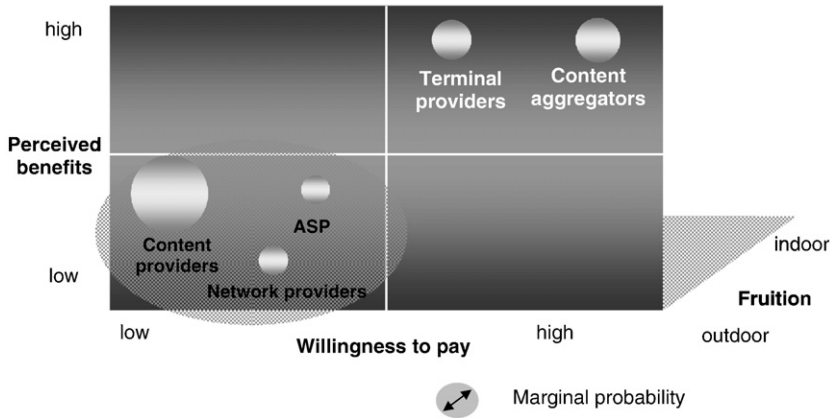 high
Terminal
providers
Content
aggregators
Perceived
benefits
ASP
Content
providers
Network providers
low
indoor
Fruition
outdoor
low
Willingness to pay
high
Marginal probability